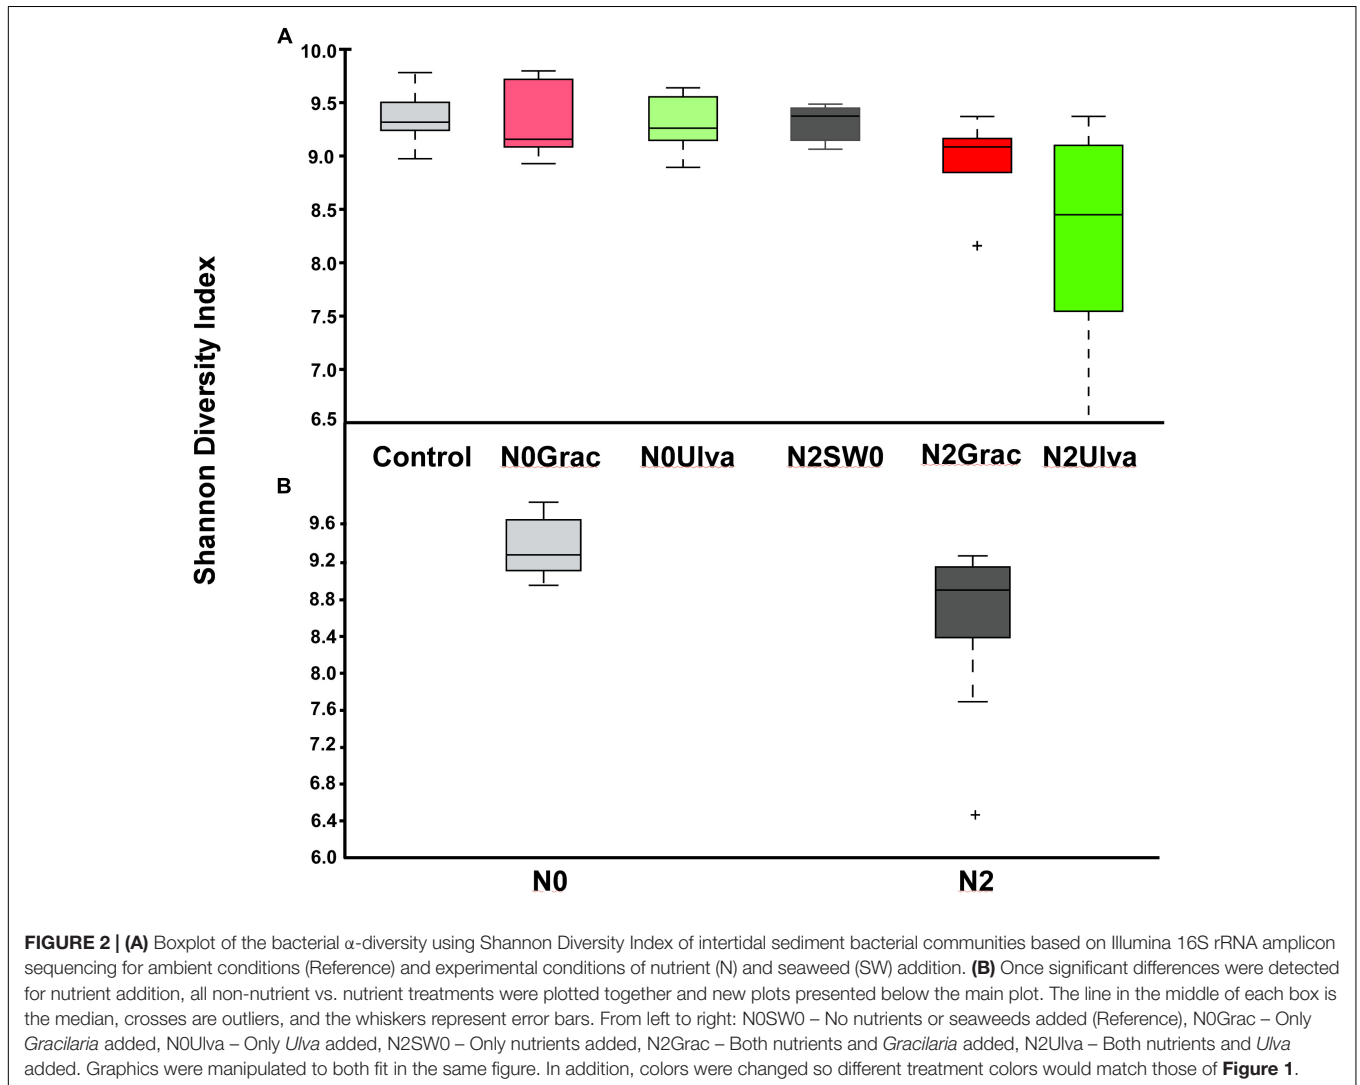 A
10.0
9.5
9.0
8.5
8.0
7.5
7.0
6.5
Shannon Diversity Index
Control N0Grac N0Ulva N2SW0 N2Grac N2Ulva
B
9.6
9.2
8.8
8.4
8.0
7.6
7.2
6.8
6.4
6.0
N0 N2
FIGURE 2 | (A) Boxplot of the bacterial α-diversity using Shannon Diversity Index of intertidal sediment bacterial communities based on Illumina 16S rRNA amplicon
sequencing for ambient conditions (Reference) and experimental conditions of nutrient (N) and seaweed (SW) addition. (B) Once significant differences were detected
for nutrient addition, all non-nutrient vs. nutrient treatments were plotted together and new plots presented below the main plot. The line in the middle of each box is
the median, crosses are outliers, and the whiskers represent error bars. From left to right: N0SW0 – No nutrients or seaweeds added (Reference), N0Grac – Only
Gracilaria added, N0Ulva – Only Ulva added, N2SW0 – Only nutrients added, N2Grac – Both nutrients and Gracilaria added, N2Ulva – Both nutrients and Ulva
added. Graphics were manipulated to both fit in the same figure. In addition, colors were changed so different treatment colors would match those of Figure 1.